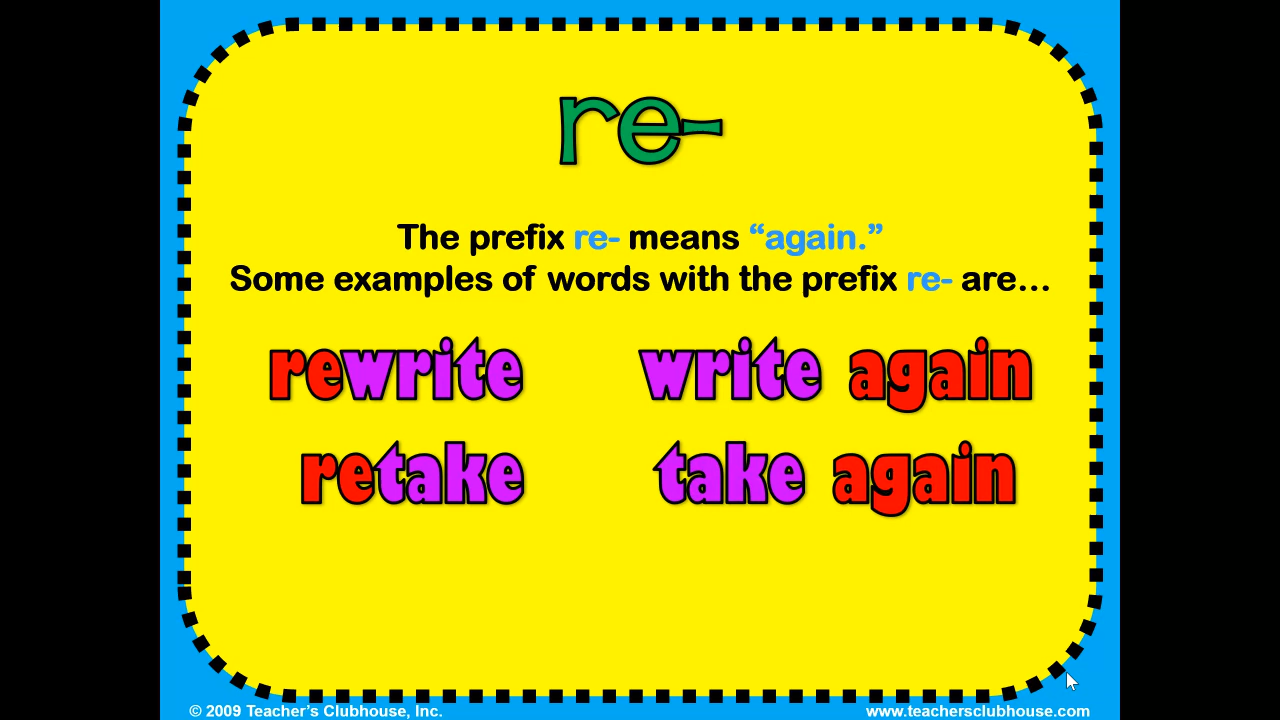 re-
The prefix re- means “again.”
Some examples of words with the prefix re- are...
rewrite write again
retake take again
© 2009 Teacher's Clubhouse, Inc. www.teachersclubhouse.com